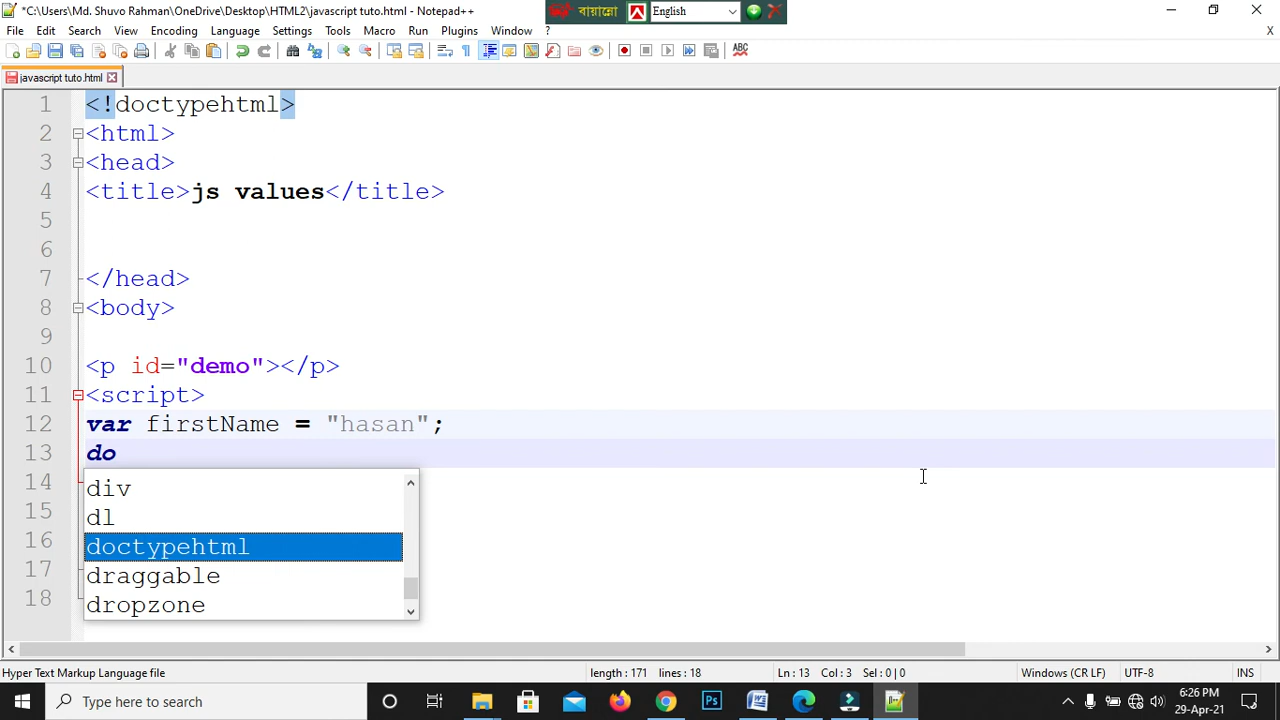 *C:\Users\Md. Shuvo Rahman\OneDrive\Desktop\HTML2\javascript tuto.html - Notepad++
বায়ান্নো
English
File Edit Search View Encoding Language Settings Tools Macro Run Plugins Window ?
X
ABC
javascript tuto.html
1 <!doctypehtml>
2 <html>
3 <head>
4 <title>js values</title>
5
6
7 </head>
8 <body>
9
10 <p id="demo"></p>
11 <script>
12 var firstName = "hasan";
13 do
14
div
15
dl
16
doctypehtml
17
draggable
18
dropzone
Hyper Text Markup Language file
length : 171 lines : 18
Ln : 13 Col : 3 Sel : 0 | 0
Windows (CR LF)
UTF-8
INS
Type here to search
Ps
W
6:26 PM
29-Apr-21